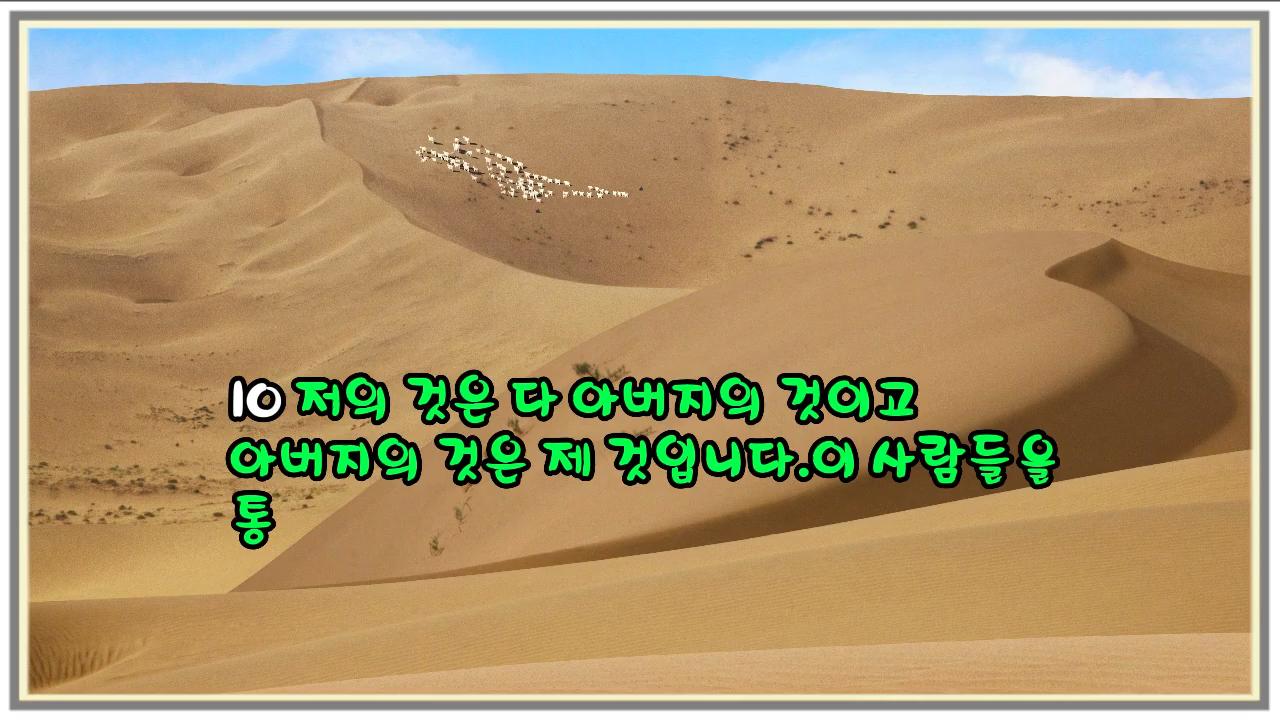 10 저의 것은 다 아버지의 것이고
아버지의 것은 제 것입니다.이 사람들을
통